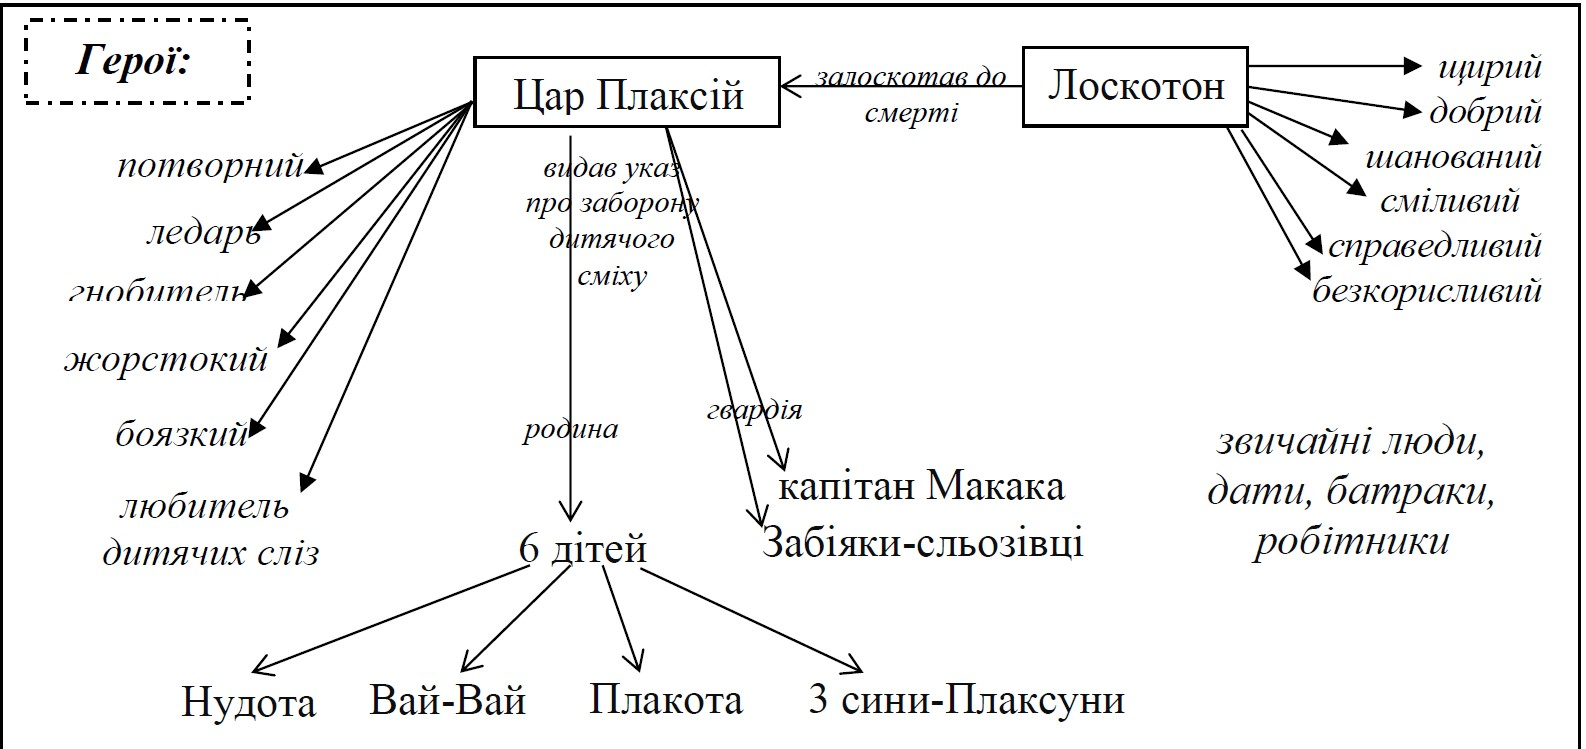 Герої:
Цар Плаксій
залоскотав до
смерті
Лоскотон
щирий
добрий
шанований
сміливий
справедливий
безкорисливий
потворний
ледарь
гнобитель
жорстокий
боязкий
любитель
дитячих сліз
видав указ
про заборону
дитячого
сміху
родина
гвардія
капітан Макака
Забіяки-сльозівці
звичайні люди,
дати, батраки,
робітники
6 дітей
Нудота
Вай-Вай
Плакота
3 сини-Плаксуни